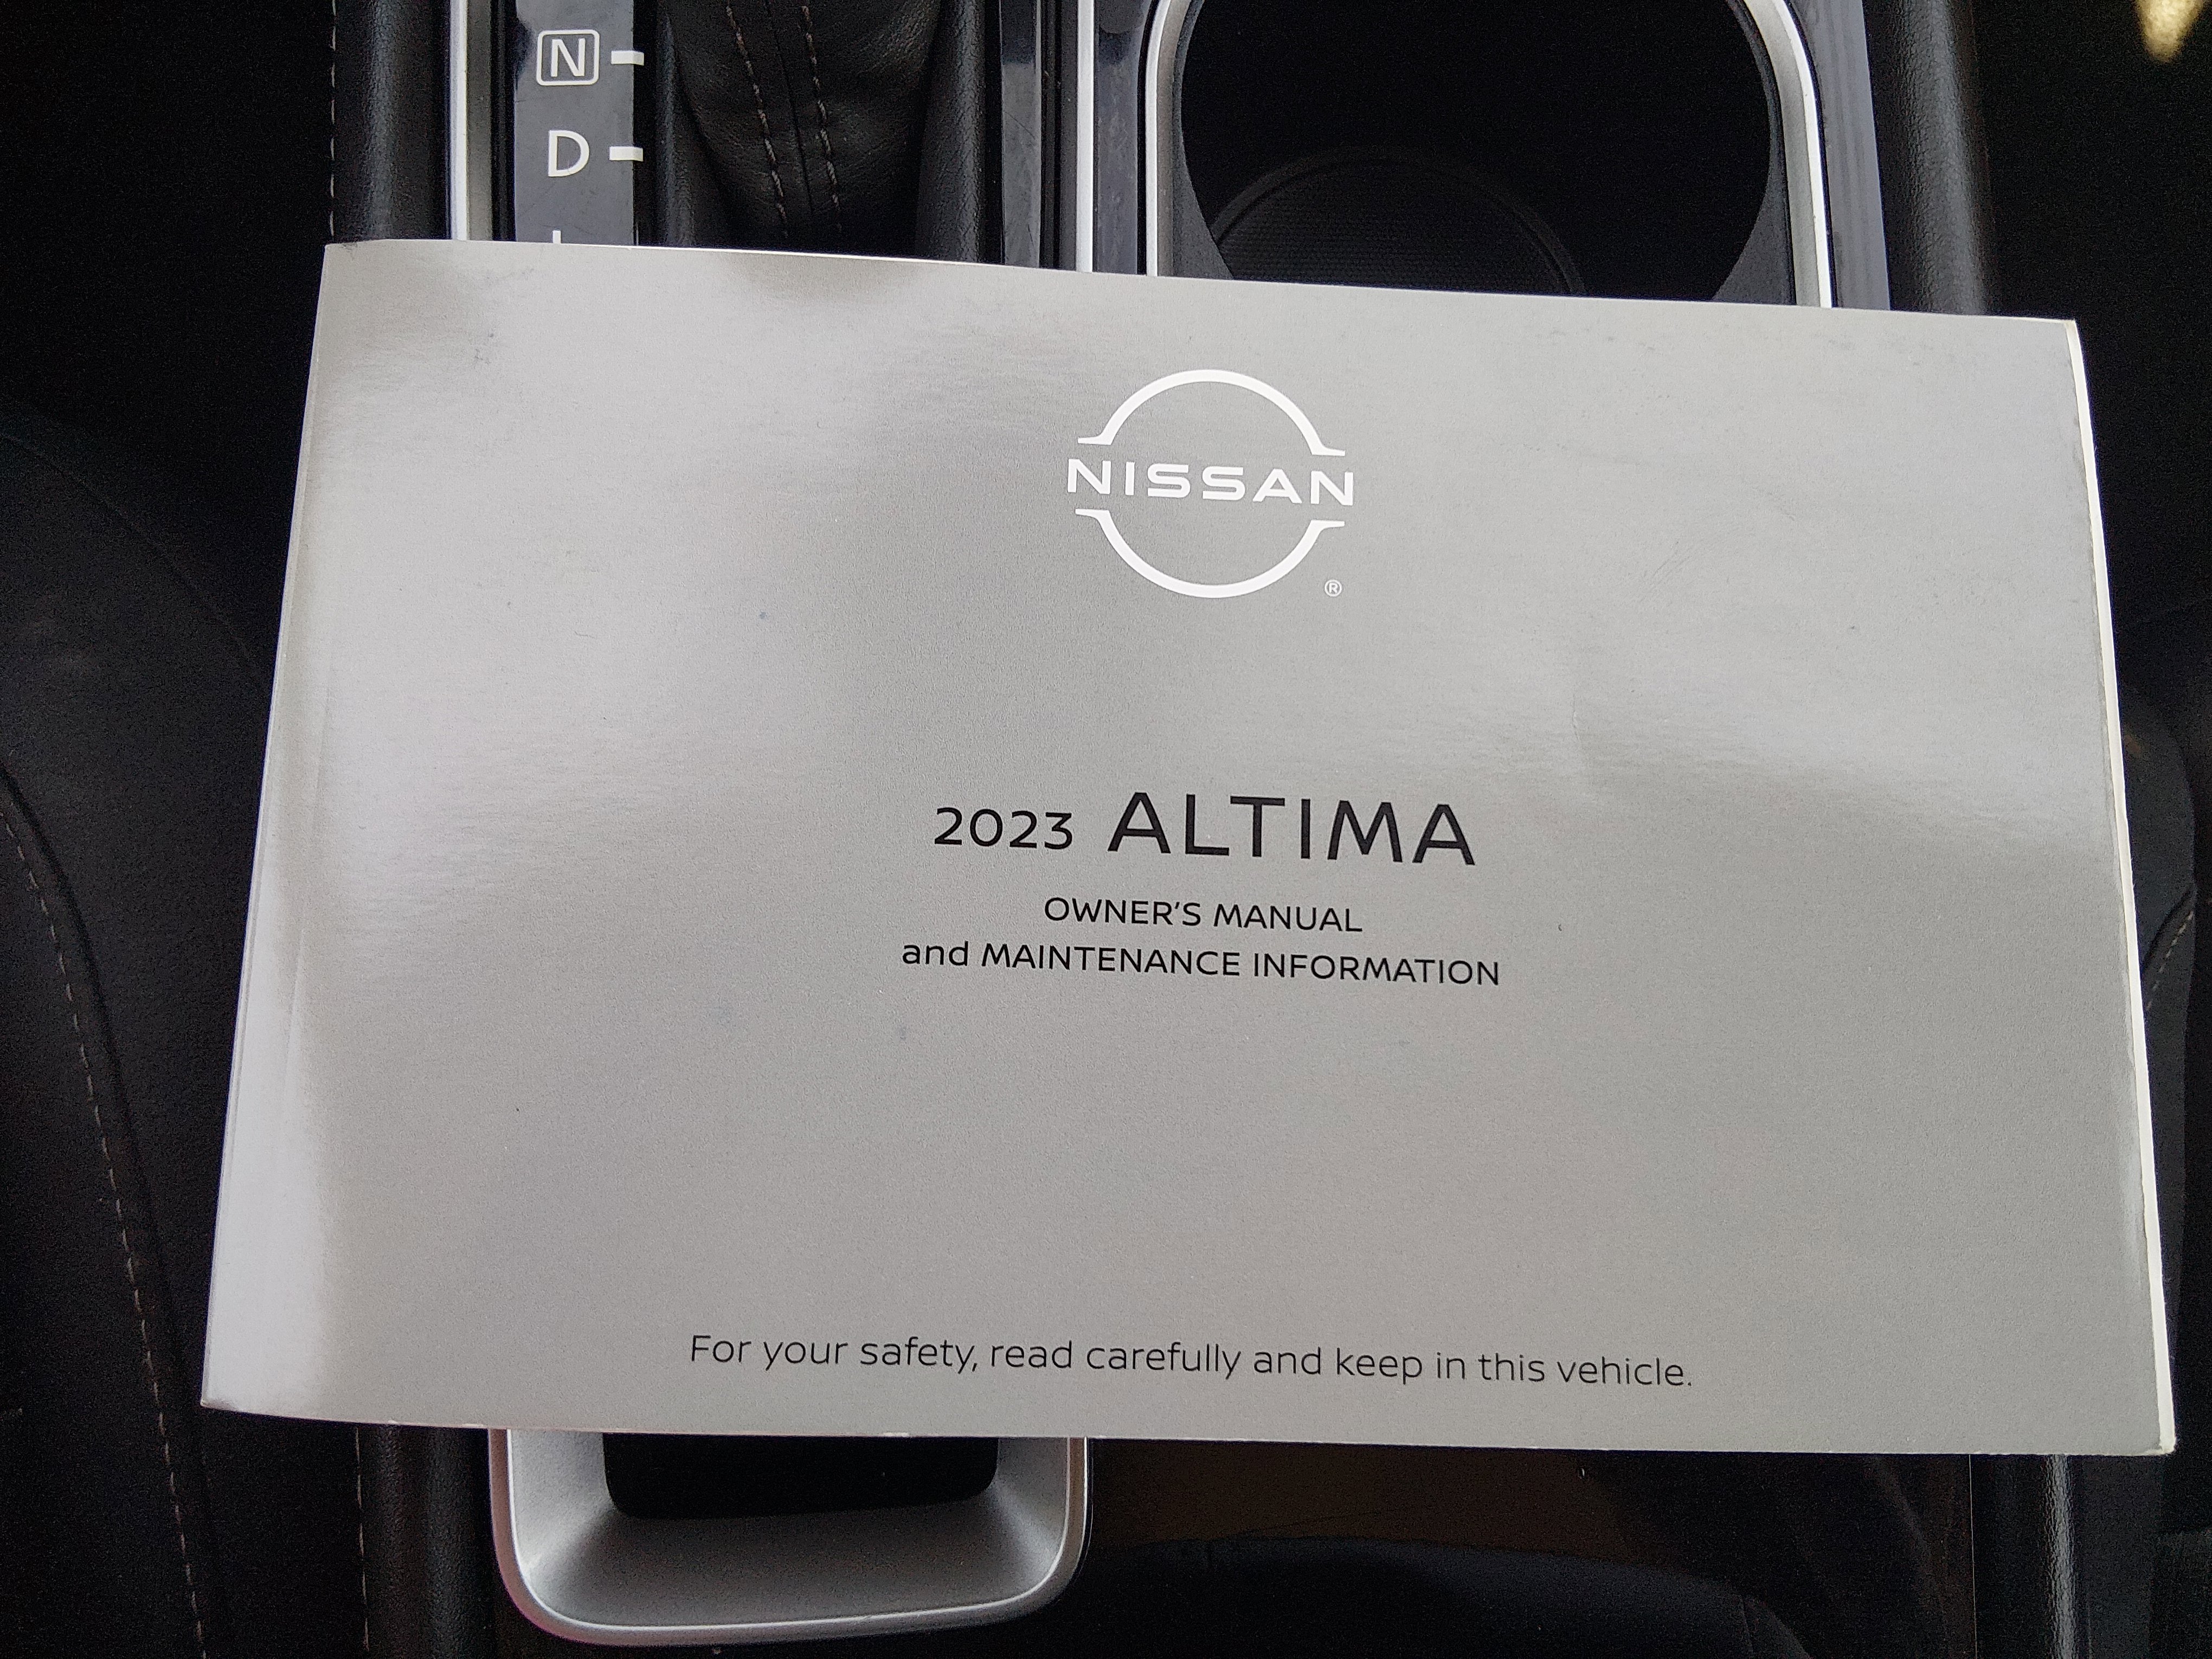 N
D
NISSAN
®
2023 ALTIMA
OWNER'S MANUAL
and MAINTENANCE INFORMATION
For your safety, read carefully and keep in this vehicle.